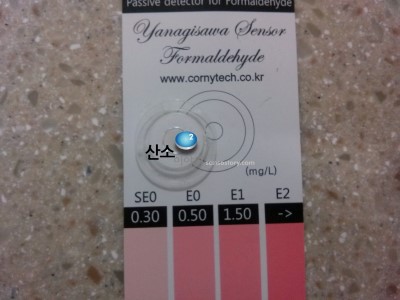 Passive detector for Formaldehyde
Yanagisawa Sensor
Formaldehyde
www.cornytech.co.kr
산소
2
(mg/L)
SE0 E0 E1 E2
0.30 0.50 1.50 ->